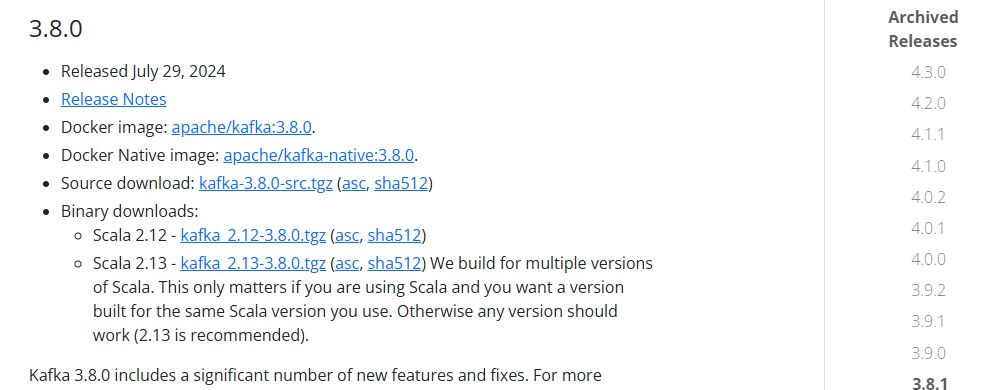 3.8.0
Released July 29, 2024
Release Notes
Docker image: apache/kafka:3.8.0.
Docker Native image: apache/kafka-native:3.8.0.
Source download: kafka-3.8.0-src.tgz (asc, sha512)
Binary downloads:
Scala 2.12 - kafka_2.12-3.8.0.tgz (asc, sha512)
Scala 2.13 - kafka_2.13-3.8.0.tgz (asc, sha512) We build for multiple versions
of Scala. This only matters if you are using Scala and you want a version
built for the same Scala version you use. Otherwise any version should
work (2.13 is recommended).
Kafka 3.8.0 includes a significant number of new features and fixes. For more
Archived
Releases
4.3.0
4.2.0
4.1.1
4.1.0
4.0.2
4.0.1
4.0.0
3.9.2
3.9.1
3.9.0
3.8.1